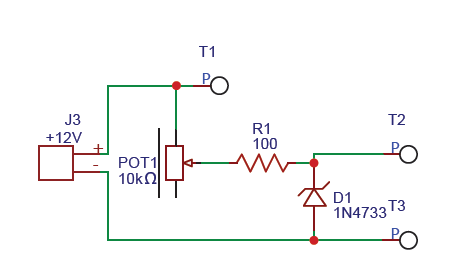 T1
P
J3
+12V
+
-
POT1
10kΩ
R1
100
T2
P
D1
1N4733
T3
P